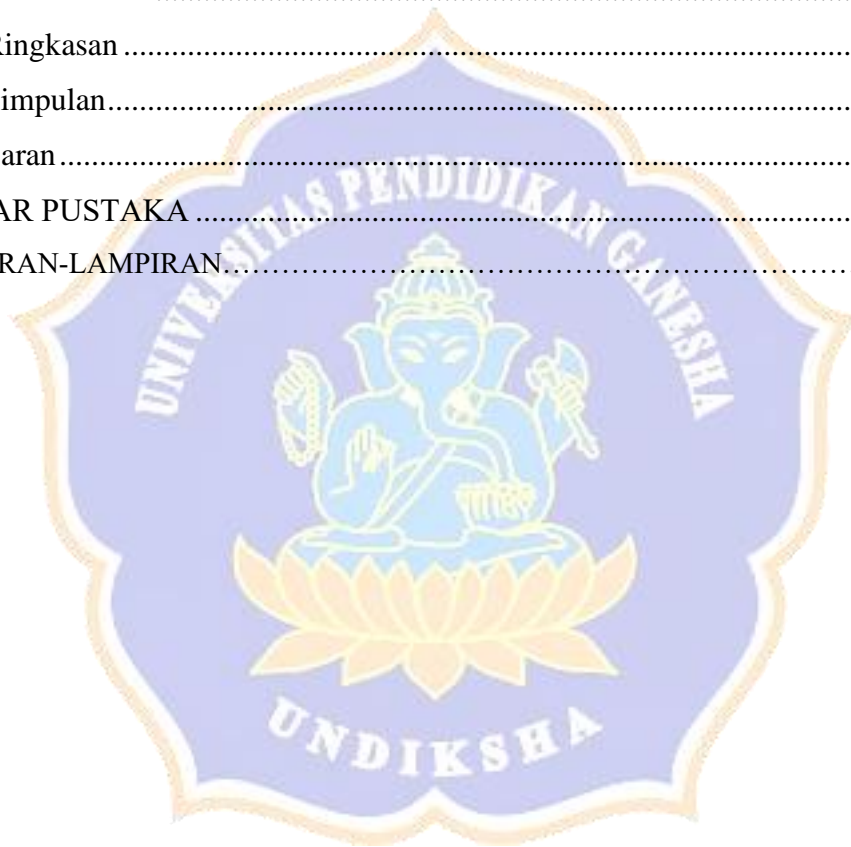 Ringkasan ........................................................................................................
impulan...........................................................................................................
aran ..................................................................................................................
AR PUSTAKA ................................................................................................
RAN-LAMPIRAN……………………………………………………………
UNIVERSITAS PENDIDIKAN GANESHA
UNDIKSHA